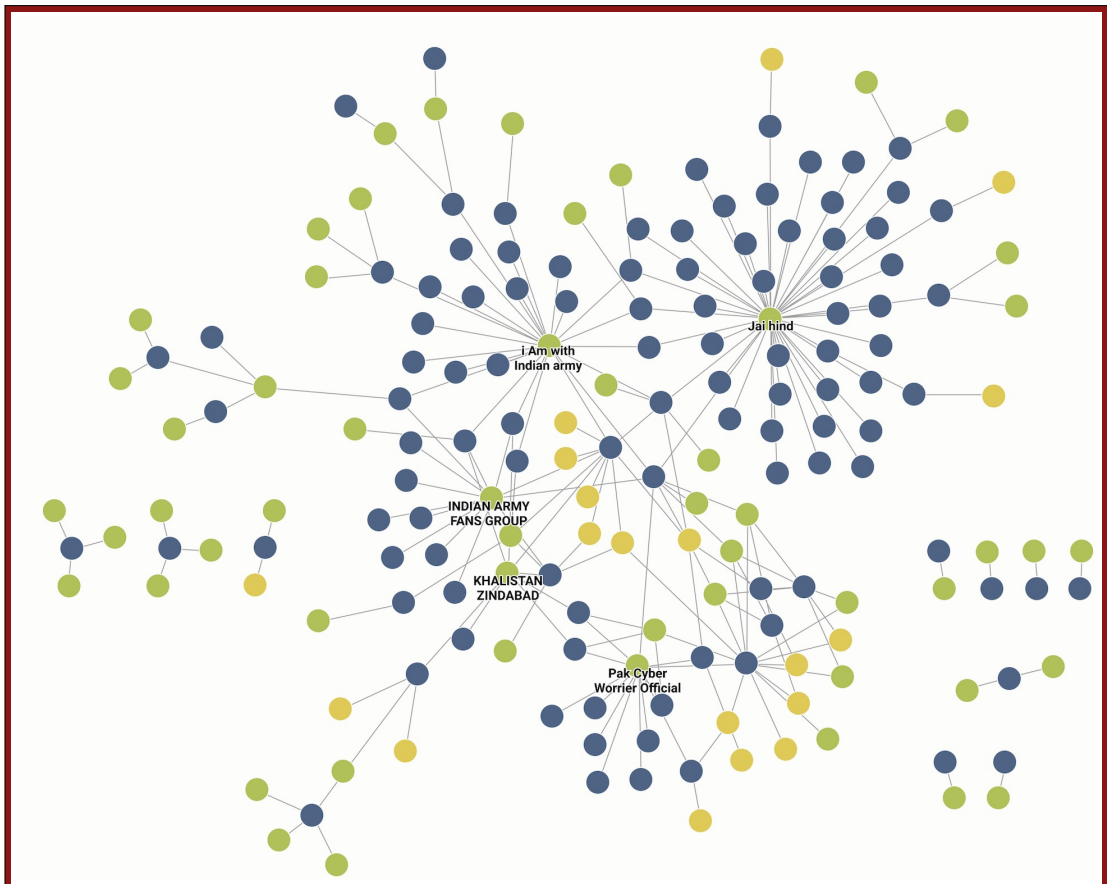 Jai hind
i Am with
Indian army
INDIAN ARMY
FANS GROUP
KHALISTAN
ZINDABAD
Pak Cyber
Worrier Official